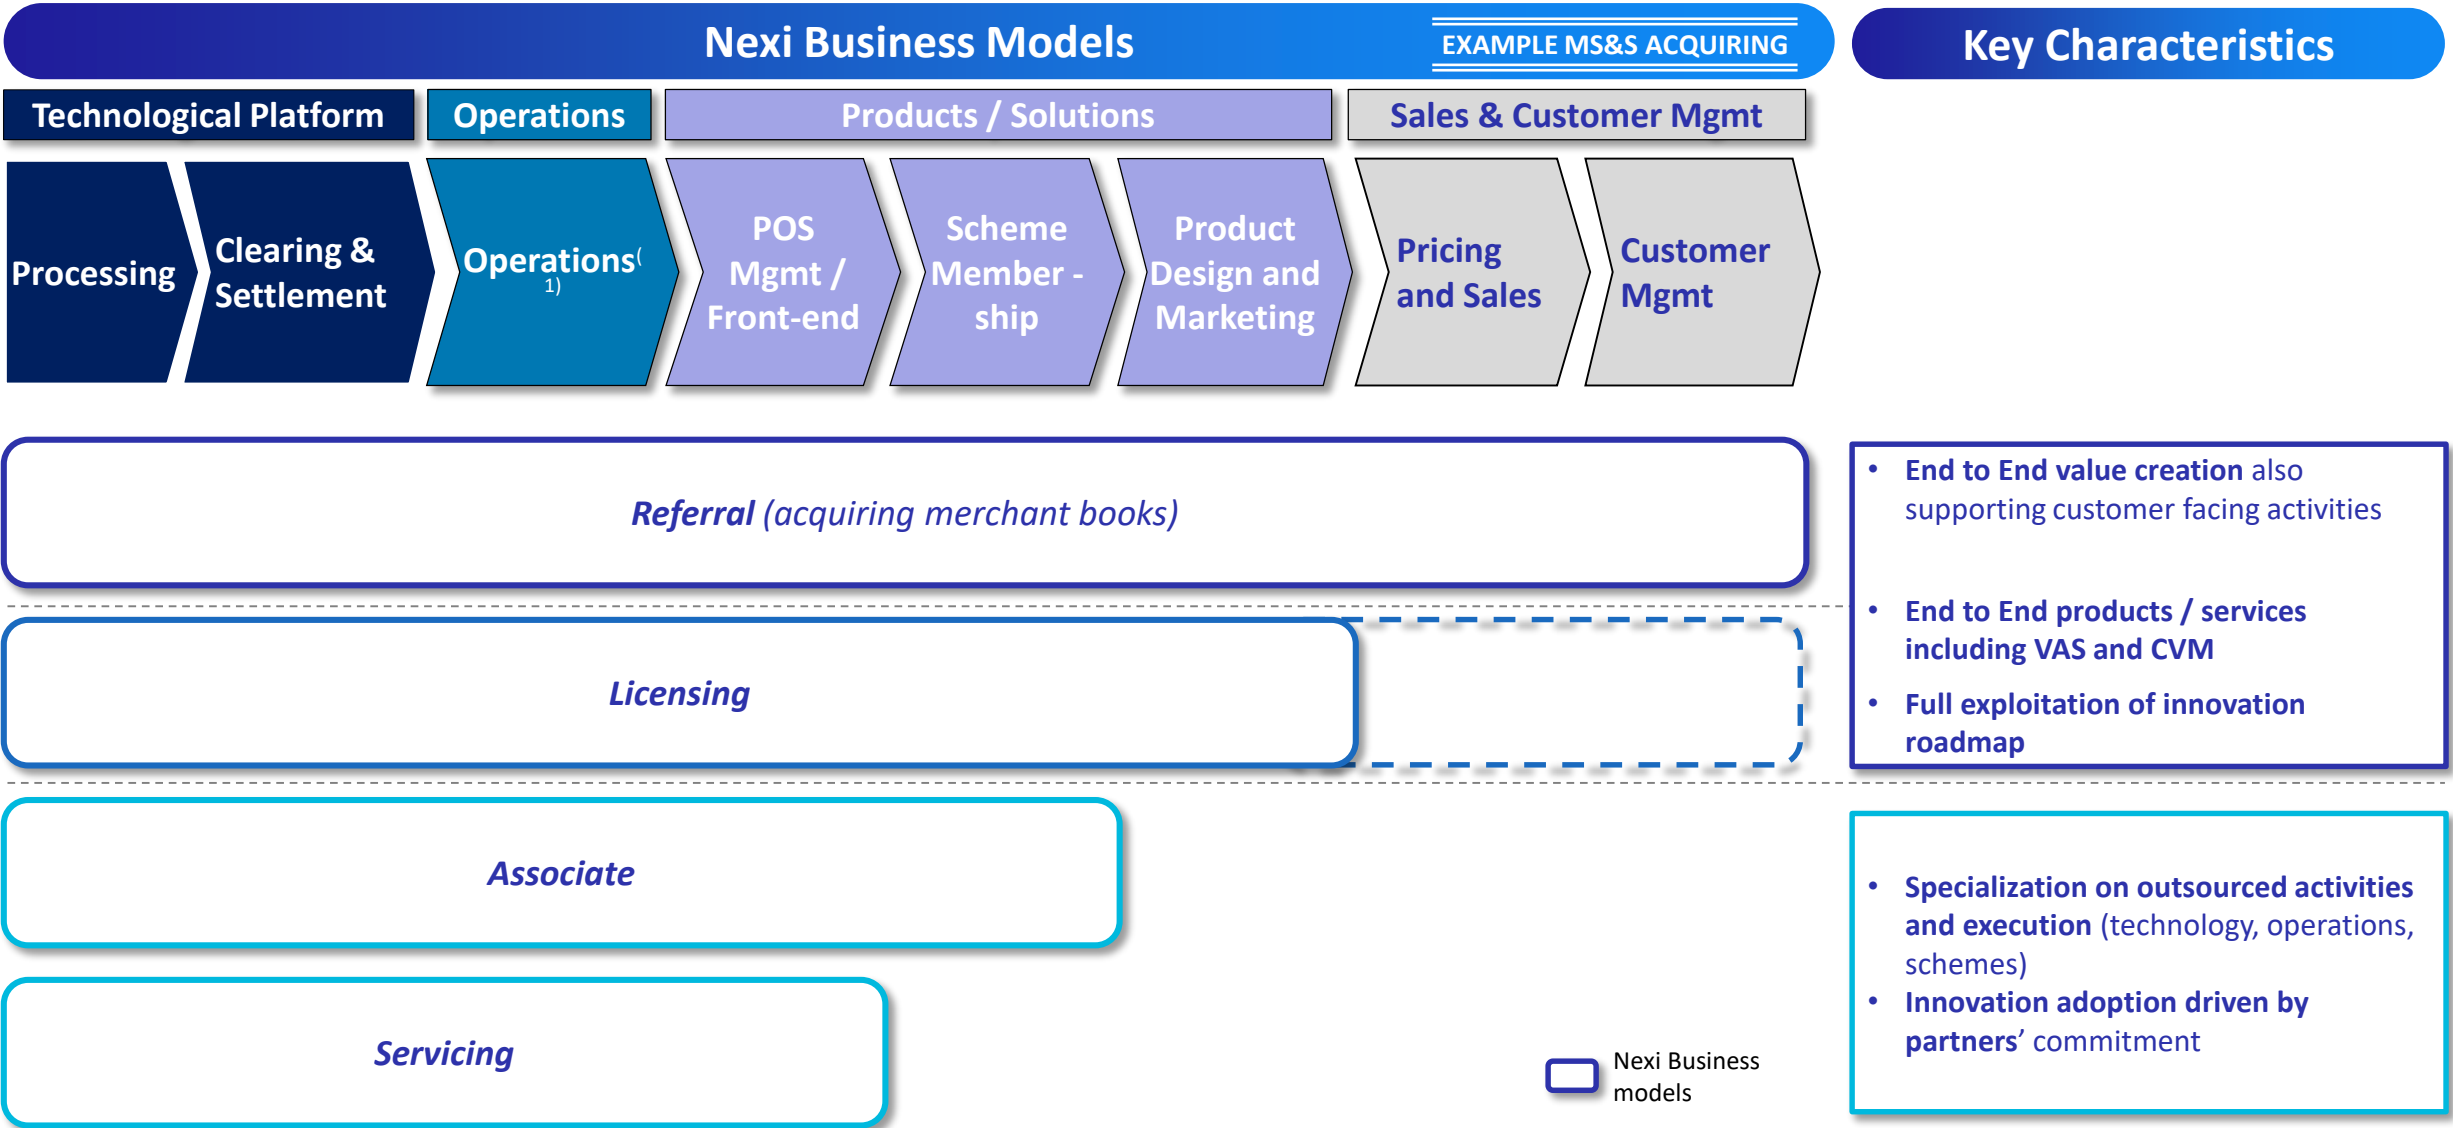 Nexi Business Models
EXAMPLE MS&S ACQUIRING
Key Characteristics
Technological Platform
Operations
Products / Solutions
Sales & Customer Mgmt
Processing
Clearing &
Settlement
Operations(
1)
POS
Mgmt /
Front-end
Scheme
Member -
ship
Product
Design and
Marketing
Pricing
and Sales
Customer
Mgmt
Referral (acquiring merchant books)
• End to End value creation also
supporting customer facing activities
• End to End products / services
including VAS and CVM
• Full exploitation of innovation
roadmap
Licensing
Associate
• Specialization on outsourced activities
and execution (technology, operations,
schemes)
• Innovation adoption driven by
partners’ commitment
Servicing
Nexi Business
models